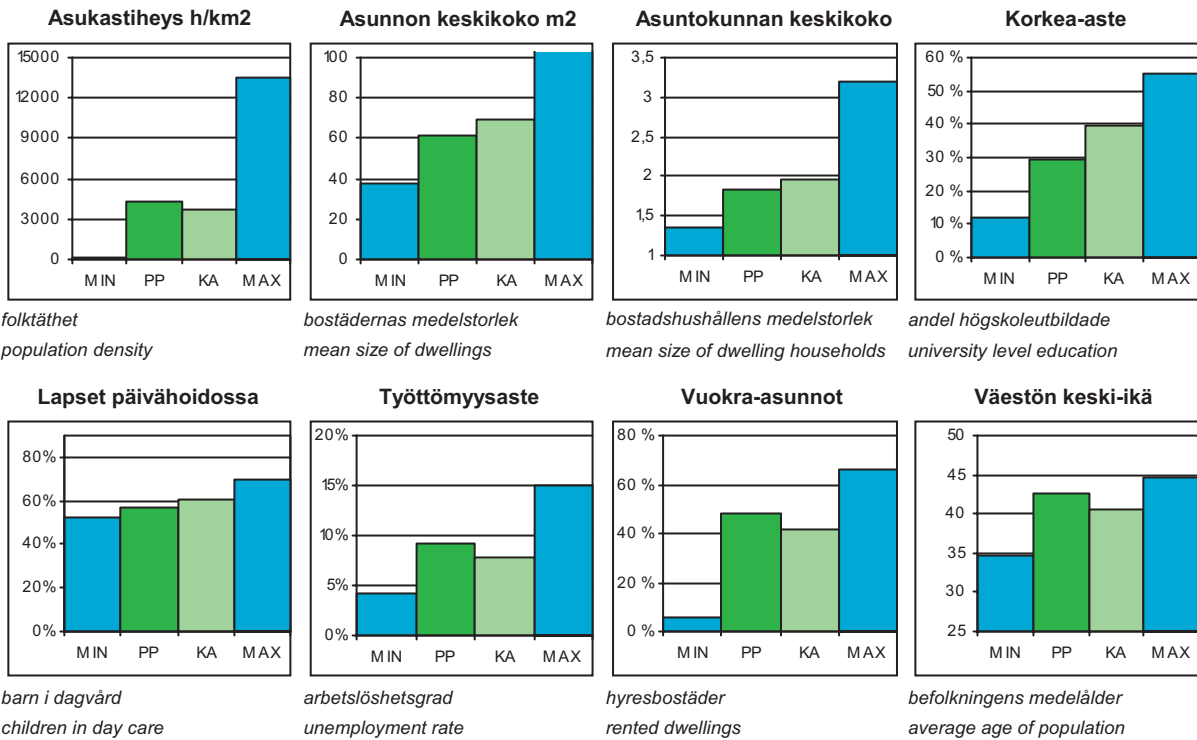 Asukastiheys h/km2
15000
12000
9000
6000
3000
0
MIN PP KA MAX
folktäthet
population density
Asunnon keskikoko m2
100
80
60
40
20
0
MIN PP KA MAX
bostädernas medelstorlek
mean size of dwellings
Asuntokunnan keskikoko
3,5
3
2,5
2
1,5
1
MIN PP KA MAX
bostadshushållens medelstorlek
mean size of dwelling households
Korkea-aste
60 %
50 %
40 %
30 %
20 %
10 %
0 %
MIN PP KA MAX
andel högskoleutbildade
university level education
Lapset päivähoidossa
80%
60%
40%
20%
0%
MIN PP KA MAX
barn i dagvård
children in day care
Työttömyysaste
20%
15%
10%
5%
0%
MIN PP KA MAX
arbetslöshetsgrad
unemployment rate
Vuokra-asunnot
80 %
60 %
40 %
20 %
0 %
MIN PP KA MAX
hyresbostäder
rented dwellings
Väestön keski-ikä
50
45
40
35
30
25
MIN PP KA MAX
befolkningens medelålder
average age of population